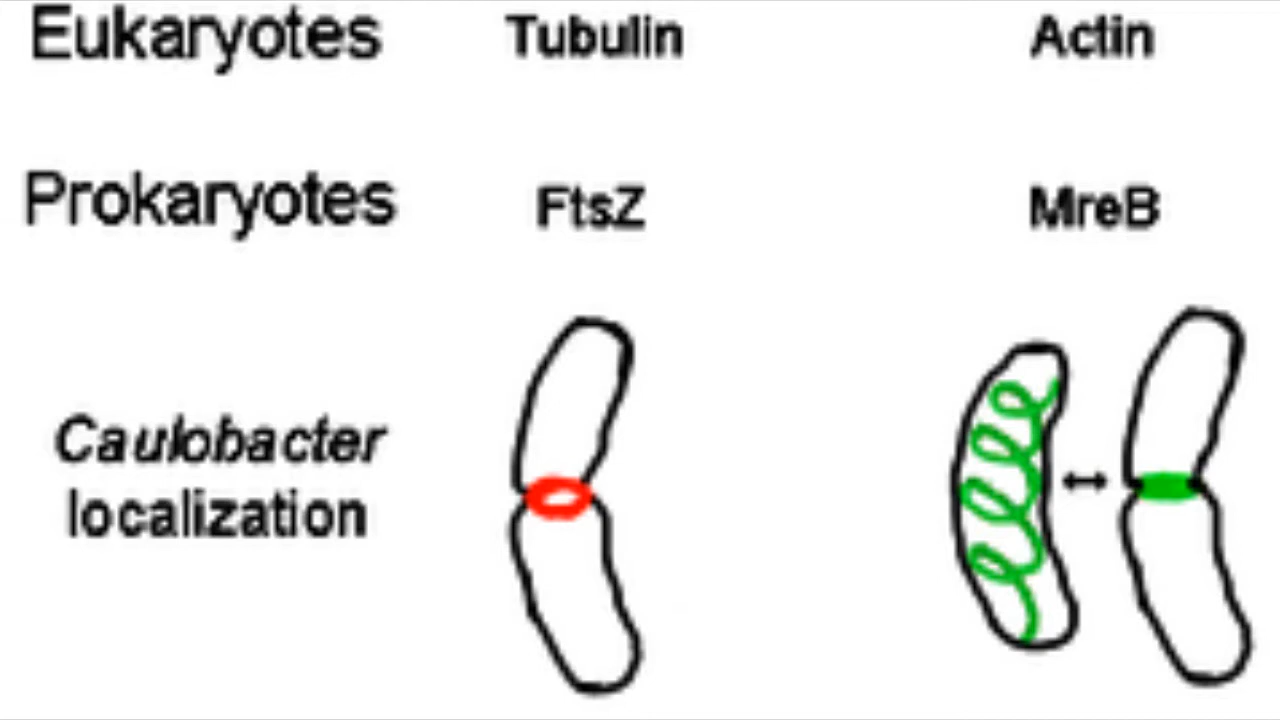 Eukaryotes Tubulin Actin
Prokaryotes FtsZ MreB
Caulobacter
localization